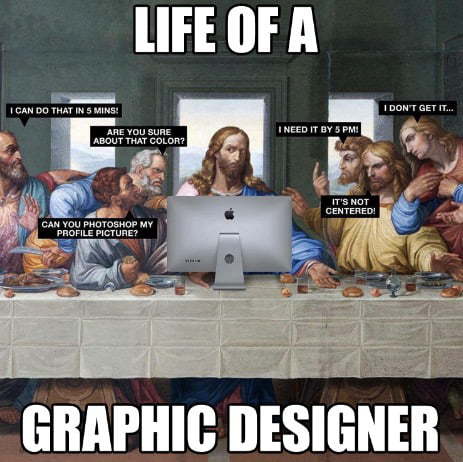 LIFE OF A
I CAN DO THAT IN 5 MINS!
ARE YOU SURE
ABOUT THAT COLOR?
I NEED IT BY 5 PM!
I DON'T GET IT...
CAN YOU PHOTOSHOP MY
PROFILE PICTURE?
IT'S NOT
CENTERED!
GRAPHIC DESIGNER